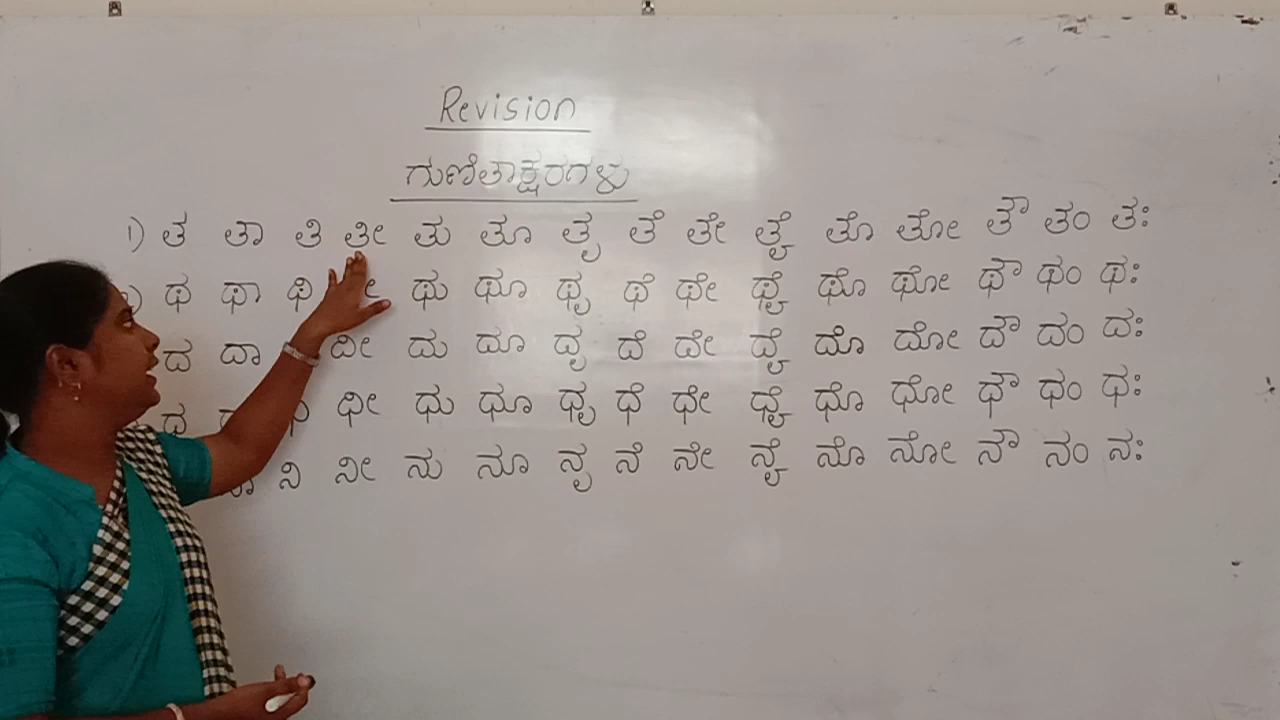 Revision
ಗುಣಿತಾಕ್ಷರಗಳು
1) ತ ತಾ ತಿ ತೀ ತು ತೂ ತೃ ತೆ ತೇ ತೈ ತೊ ತೋ ತೌ ತಂ ತಃ
ಥ ಥಾ ಥಿ ಥು ಥೂ ಥೃ ಥೆ ಥೇ ಥೈ ಥೊ ಥೋ ಥೌ ಥಂ ಥಃ
ದ ದಾ ದೀ ದು ದೂ ದೃ ದೆ ದೇ ದೈ ದೊ ದೋ ದೌ ದಂ ದಃ
ಧ ಧೀ ಧು ಧೂ ಧೃ ಧೆ ಧೇ ಧೈ ಧೊ ಧೋ ಧೌ ಧಂ ಧಃ
ನಿ ನೀ ನು ನೂ ನೃ ನೆ ನೇ ನೈ ನೊ ನೋ ನೌ ನಂ ನಃ